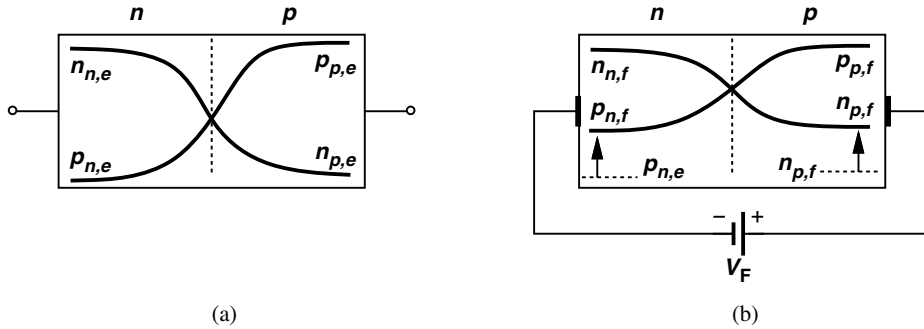 n p
n_{n,e} p_{p,e}
p_{n,e} n_{p,e}
(a)
n p
n_{n,f} p_{p,f}
p_{n,f} n_{p,f}
p_{n,e} n_{p,f}
− +
V_F
(b)